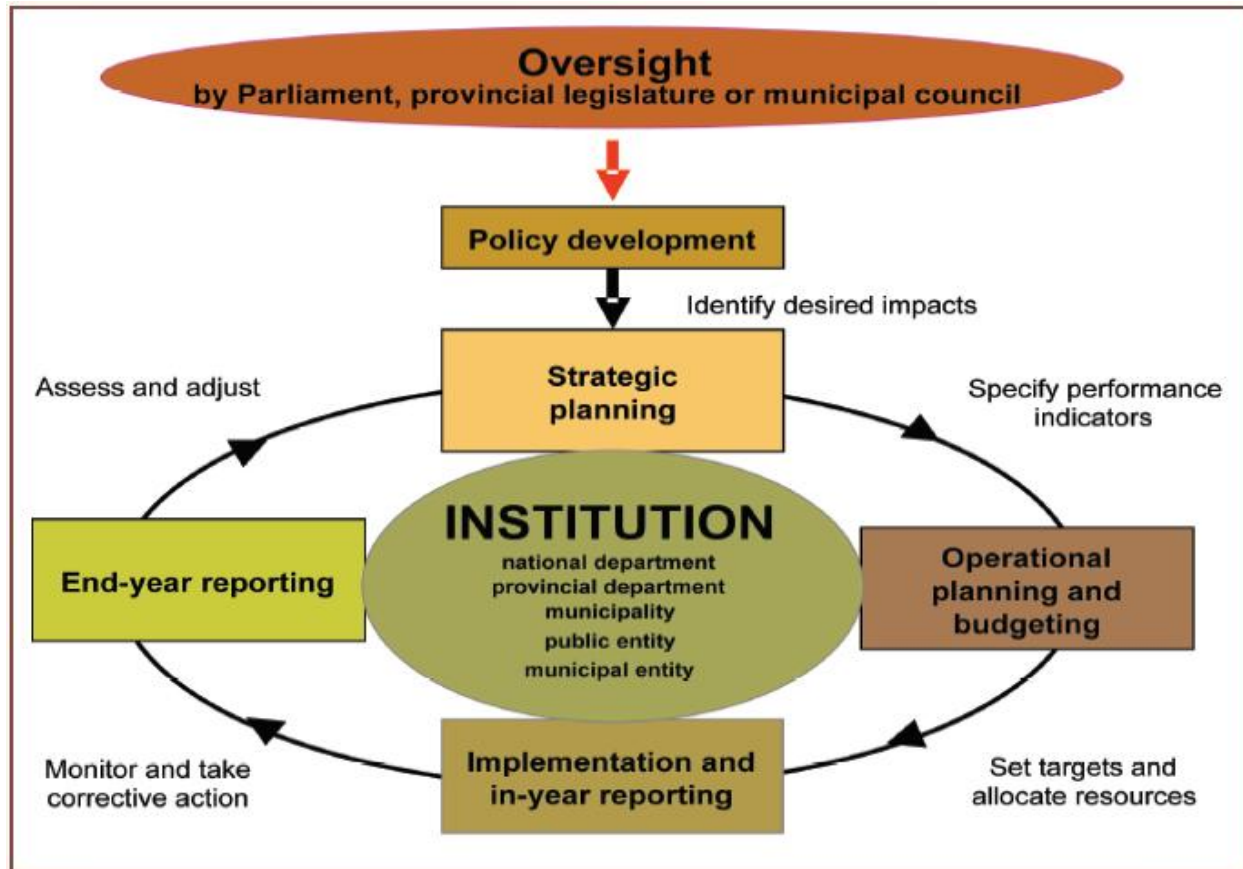 Oversight
by Parliament, provincial legislature or municipal council
Policy development
Identify desired impacts
Strategic
planning
Assess and adjust
Specify performance
indicators
INSTITUTION
national department
provincial department
municipality
public entity
municipal entity
End-year reporting
Operational
planning and
budgeting
Implementation and
in-year reporting
Monitor and take
corrective action
Set targets and
allocate resources